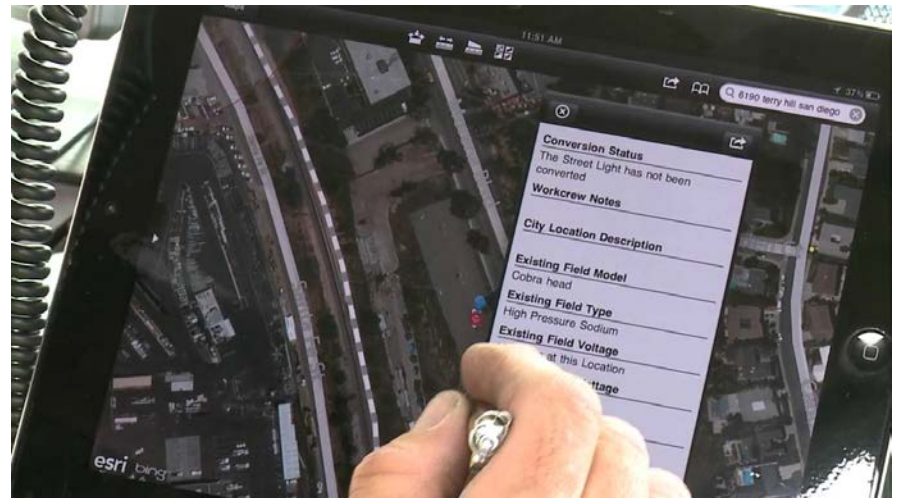 11:51 AM
37%
6190 terry hill san diego
Conversion Status
The Street Light has not been
converted
Workcrew Notes
City Location Description
Existing Field Model
Cobra head
Existing Field Type
High Pressure Sodium
Existing Field Voltage
at this Location
esri bing